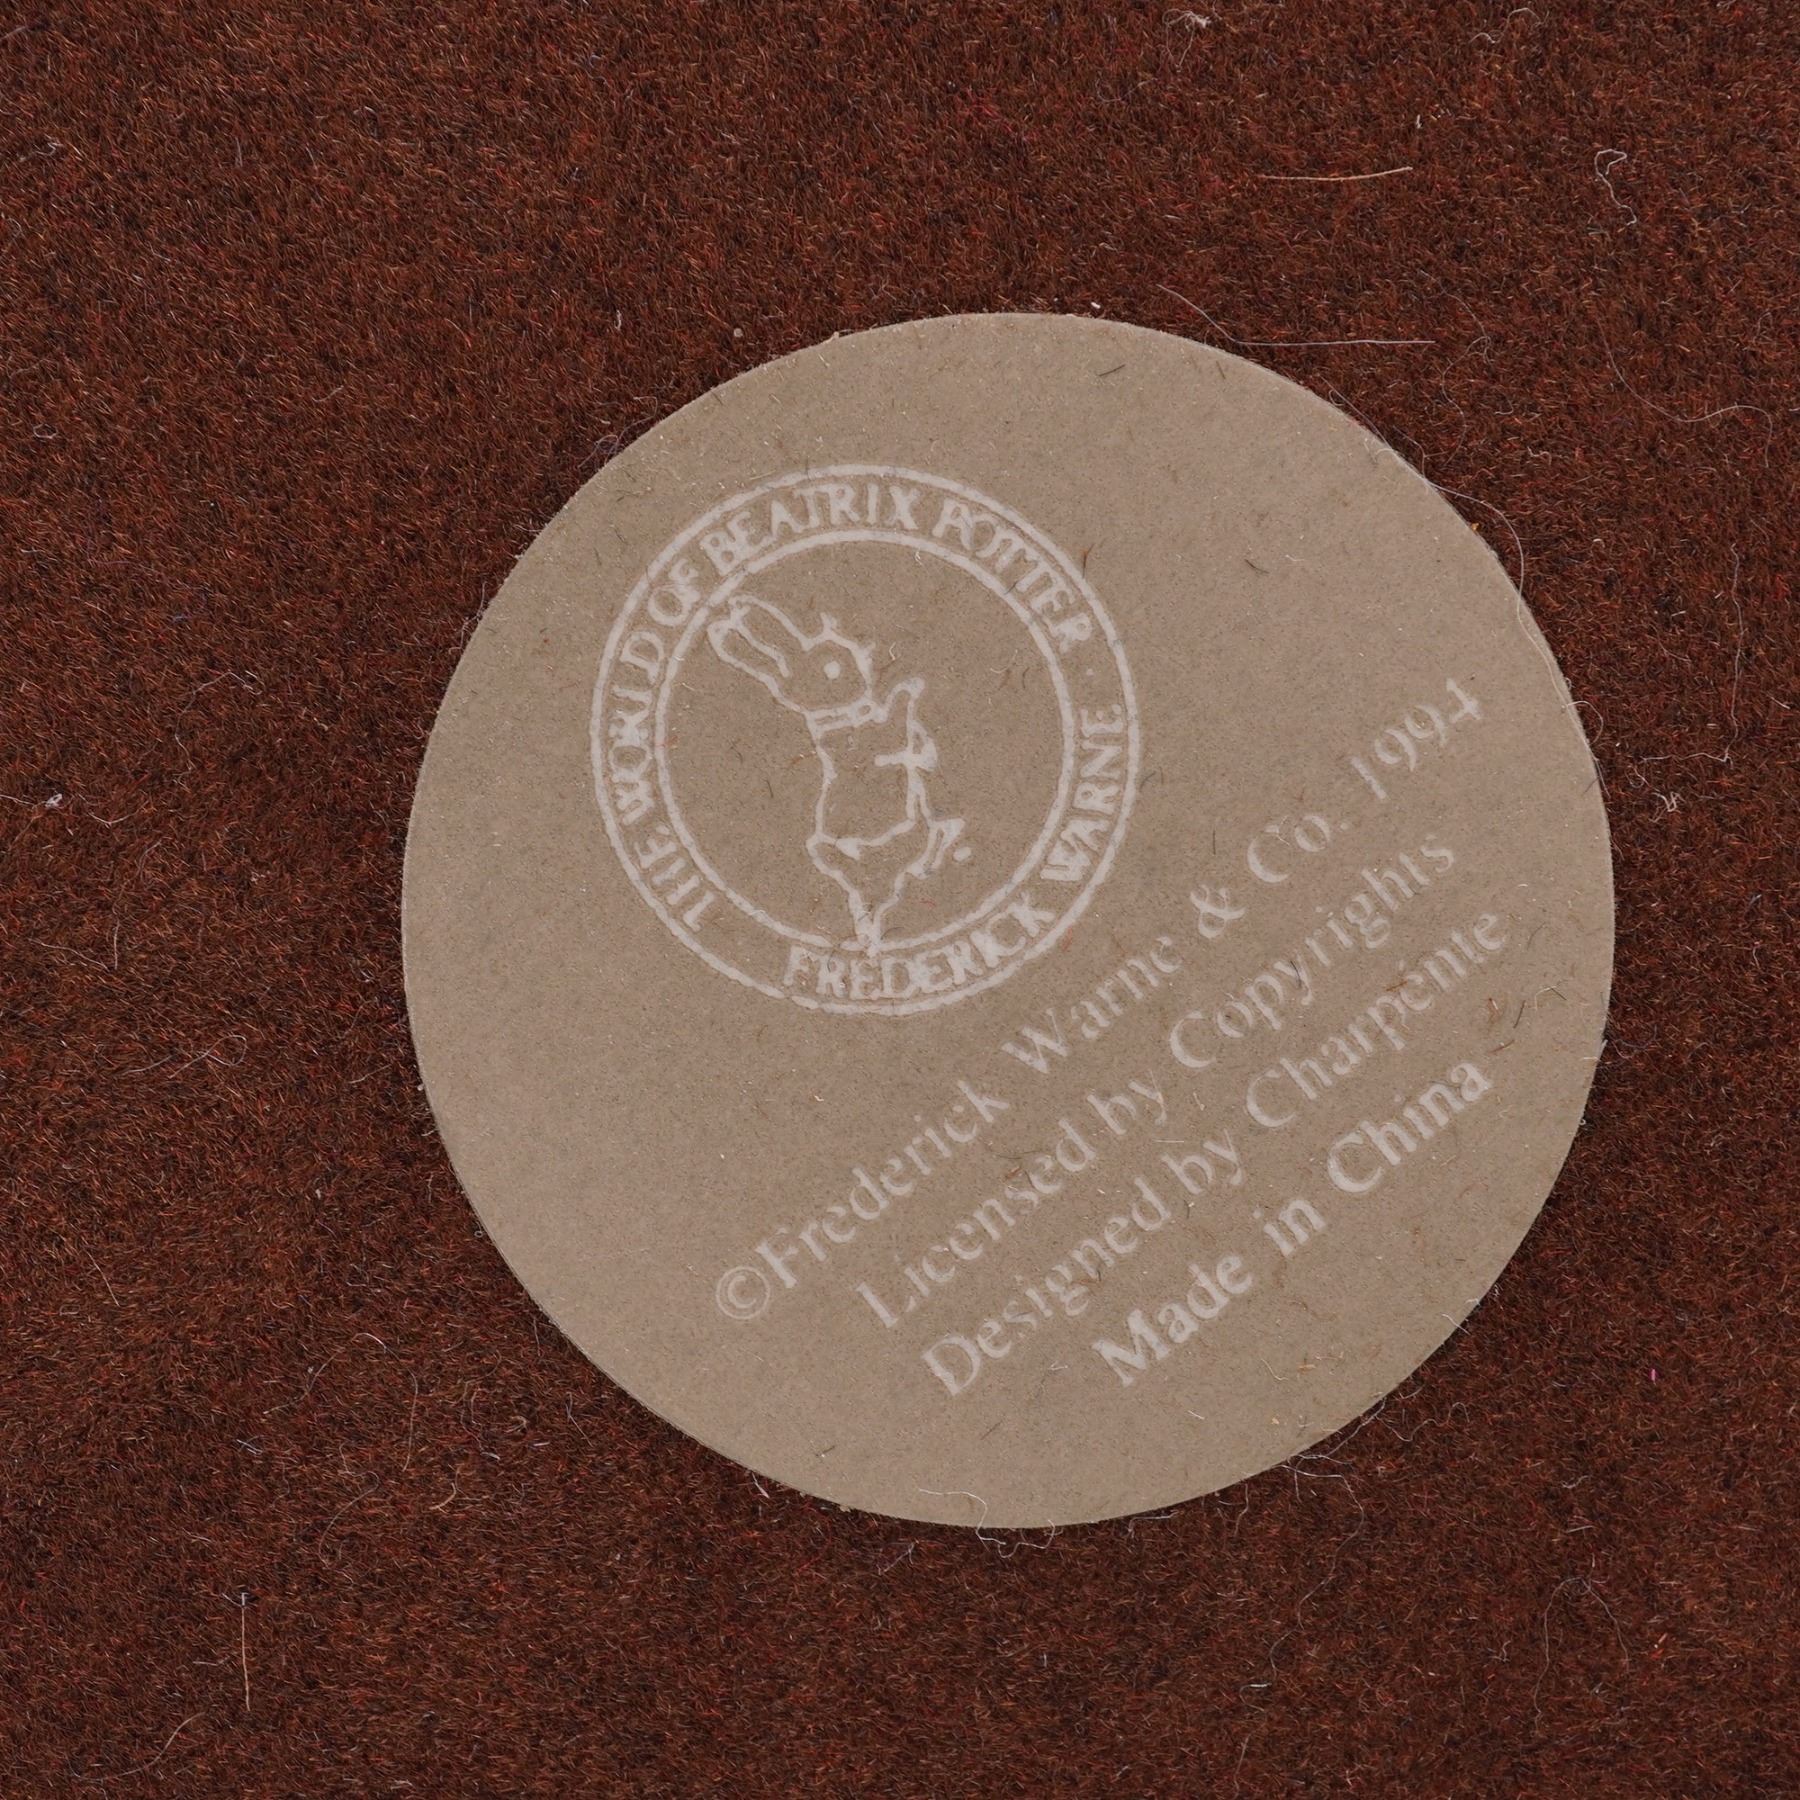 THE WORLD OF BEATRIX POTTER · FREDERICK WARNE
©Frederick Warne & Co. 1994
Licensed by Copyrights
Designed by Charpente
Made in China